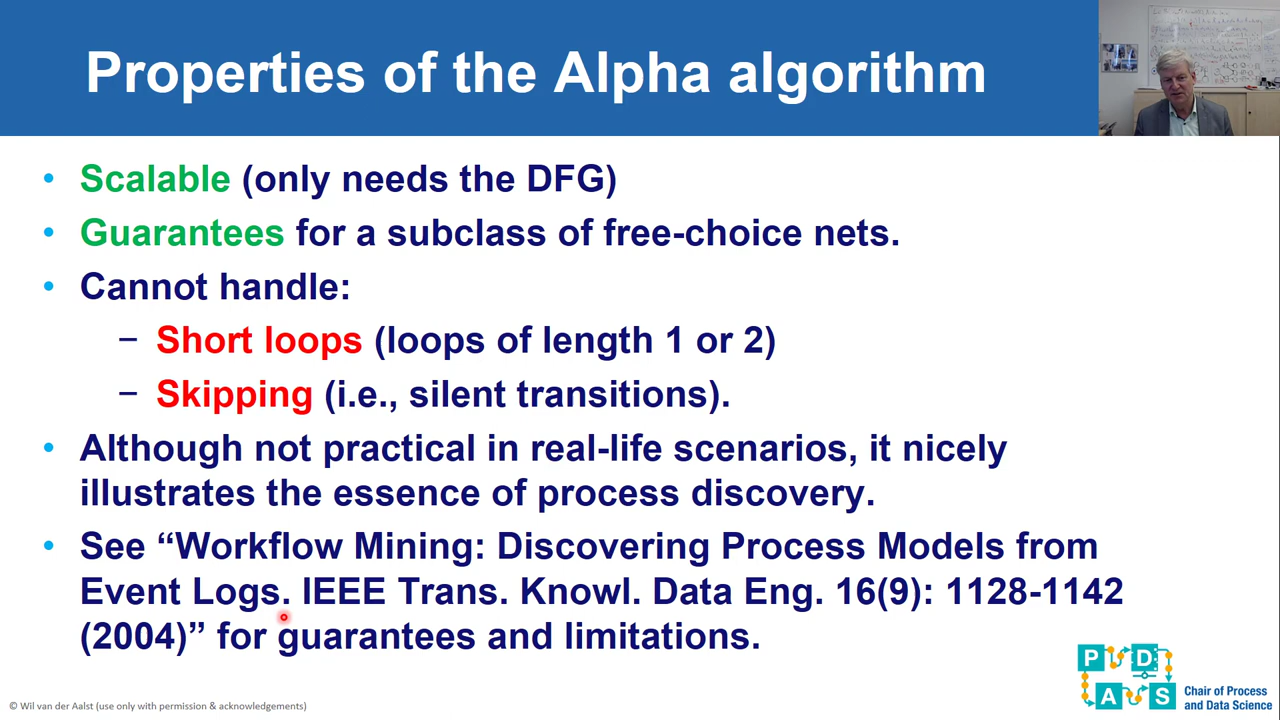 Properties of the Alpha algorithm
• Scalable (only needs the DFG)
• Guarantees for a subclass of free-choice nets.
• Cannot handle:
− Short loops (loops of length 1 or 2)
− Skipping (i.e., silent transitions).
• Although not practical in real-life scenarios, it nicely
illustrates the essence of process discovery.
• See “Workflow Mining: Discovering Process Models from
Event Logs. IEEE Trans. Knowl. Data Eng. 16(9): 1128-1142
(2004)” for guarantees and limitations.
P D
A S
Chair of Process
and Data Science
© Wil van der Aalst (use only with permission & acknowledgements)